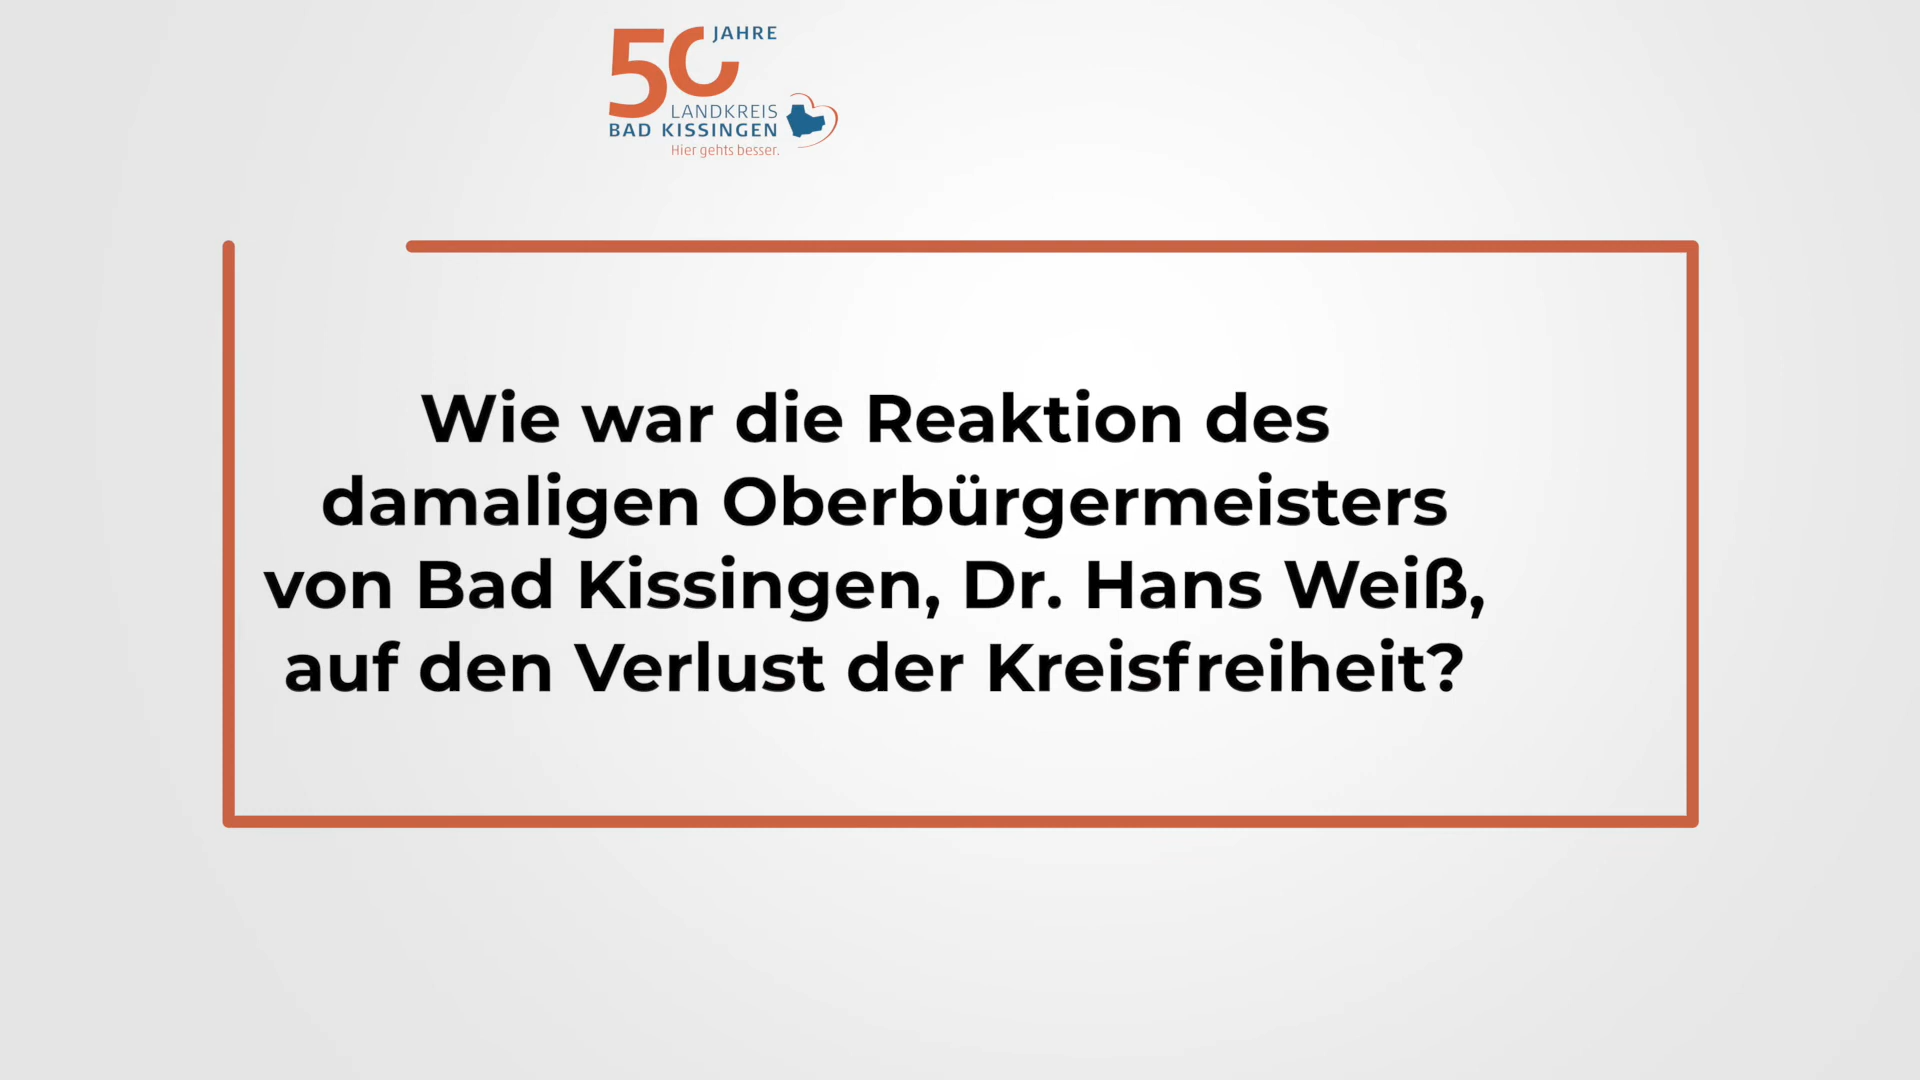 50 JAHRE
LANDKREIS
BAD KISSINGEN
Hier gehts besser.
Wie war die Reaktion des
damaligen Oberbürgermeisters
von Bad Kissingen, Dr. Hans Weiß,
auf den Verlust der Kreisfreiheit?